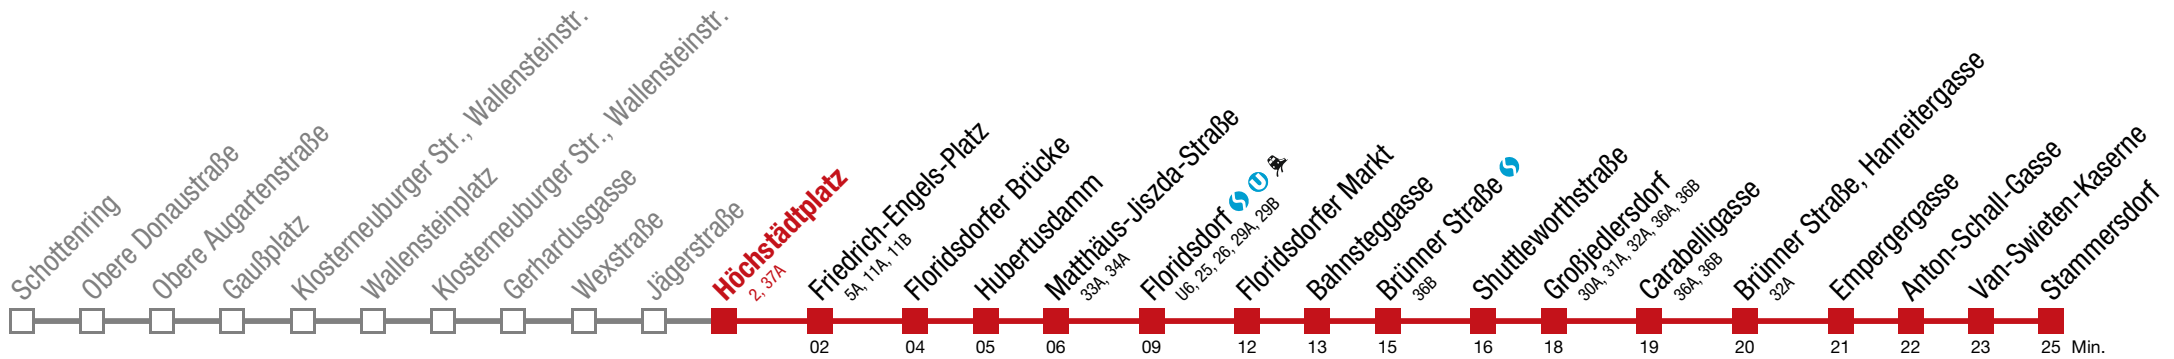 Schottenring
Obere Donaustraße
Obere Augartenstraße
Gaußplatz
Klosterneuburger Str., Wallensteinstr.
Wallensteinplatz
Klosterneuburger Str., Wallensteinstr.
Gerhardusgasse
Wexstraße
Jägerstraße
Höchstädtplatz
2, 37A
Friedrich-Engels-Platz
5A, 11A, 11B
Floridsdorfer Brücke
Hubertusdamm
Matthäus-Jiszda-Straße
33A, 34A
Floridsdorf S U
U6, 25, 26, 29A, 29B
Floridsdorfer Markt
Bahnsteggasse
Brünner Straße S
36B
Shuttleworthstraße
Großjedlersdorf
30A, 31A, 32A, 36A, 36B
Carabelligasse
36A, 36B
Brünner Straße, Hanreitergasse
32A
Empergergasse
Anton-Schall-Gasse
Van-Swieten-Kaserne
Stammersdorf
02 04 05 06 09 12 13 15 16 18 19 20 21 22 23 25 Min.